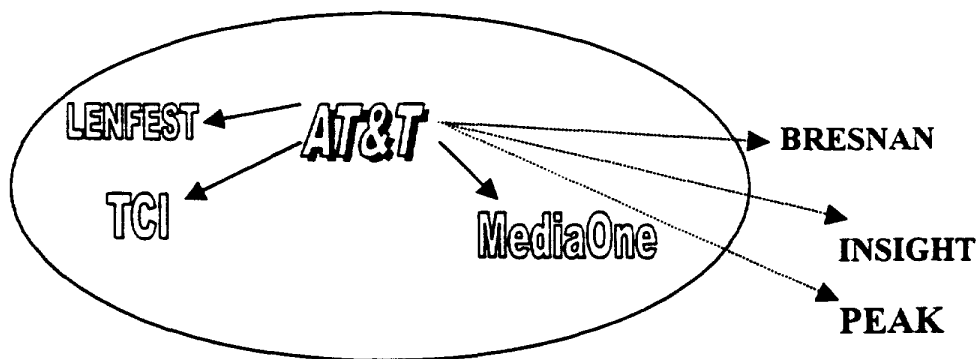 LENFEST
AT&T
BRESNAN
TCI
MediaOne
INSIGHT
PEAK